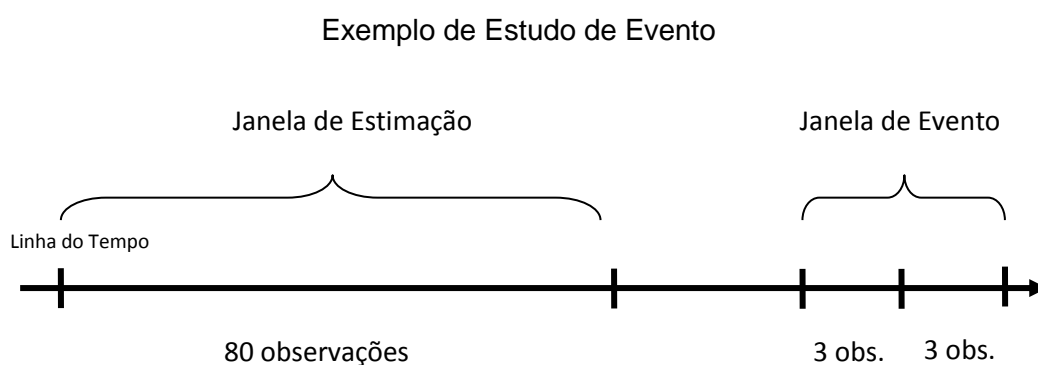 Exemplo de Estudo de Evento
Janela de Estimação
Janela de Evento
Linha do Tempo
80 observações
3 obs.
3 obs.